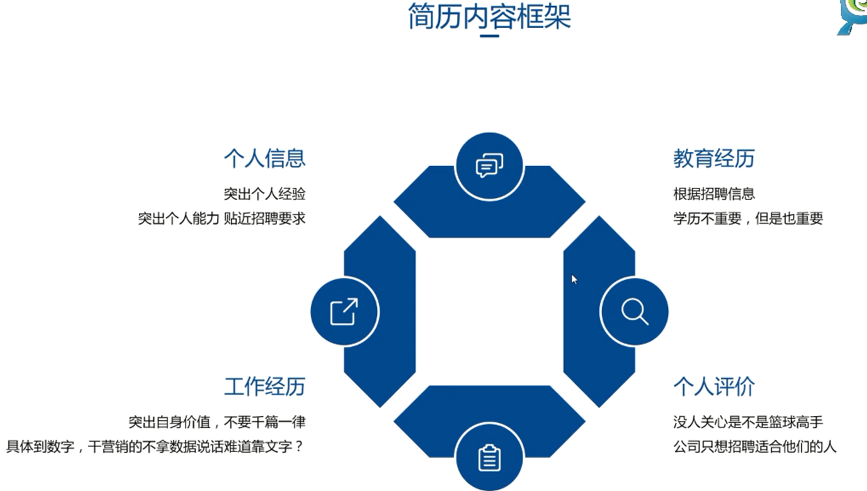 简历内容框架
个人信息
突出个人经验
突出个人能力 贴近招聘要求
教育经历
根据招聘信息
学历不重要，但是也重要
工作经历
突出自身价值，不要千篇一律
具体到数字，干营销的不拿数据说话难道靠文字？
个人评价
没人关心是不是篮球高手
公司只想招聘适合他们的人